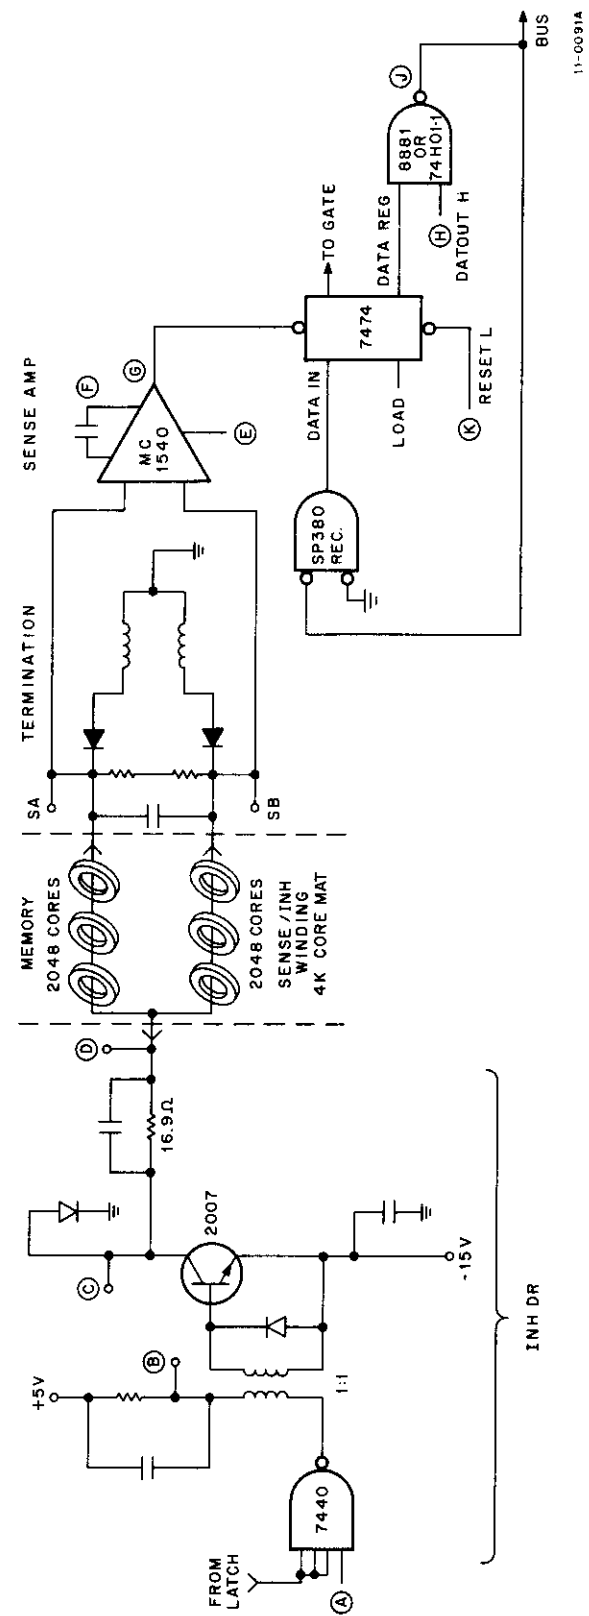 FROM
LATCH
A
7440
+5V
B
1:1
C
2007
-15V
16.9Ω
D
INH DR
MEMORY
2048 CORES
2048 CORES
SENSE/INH
WINDING
4K CORE MAT
SA
SB
TERMINATION
SENSE AMP
MC
1540
E
F
G
SP380
REC.
DATA IN
LOAD
7474
K
RESET L
TO GATE
DATA REG
H
DATOUT H
8881
OR
74H01-1
J
BUS
11-0091A